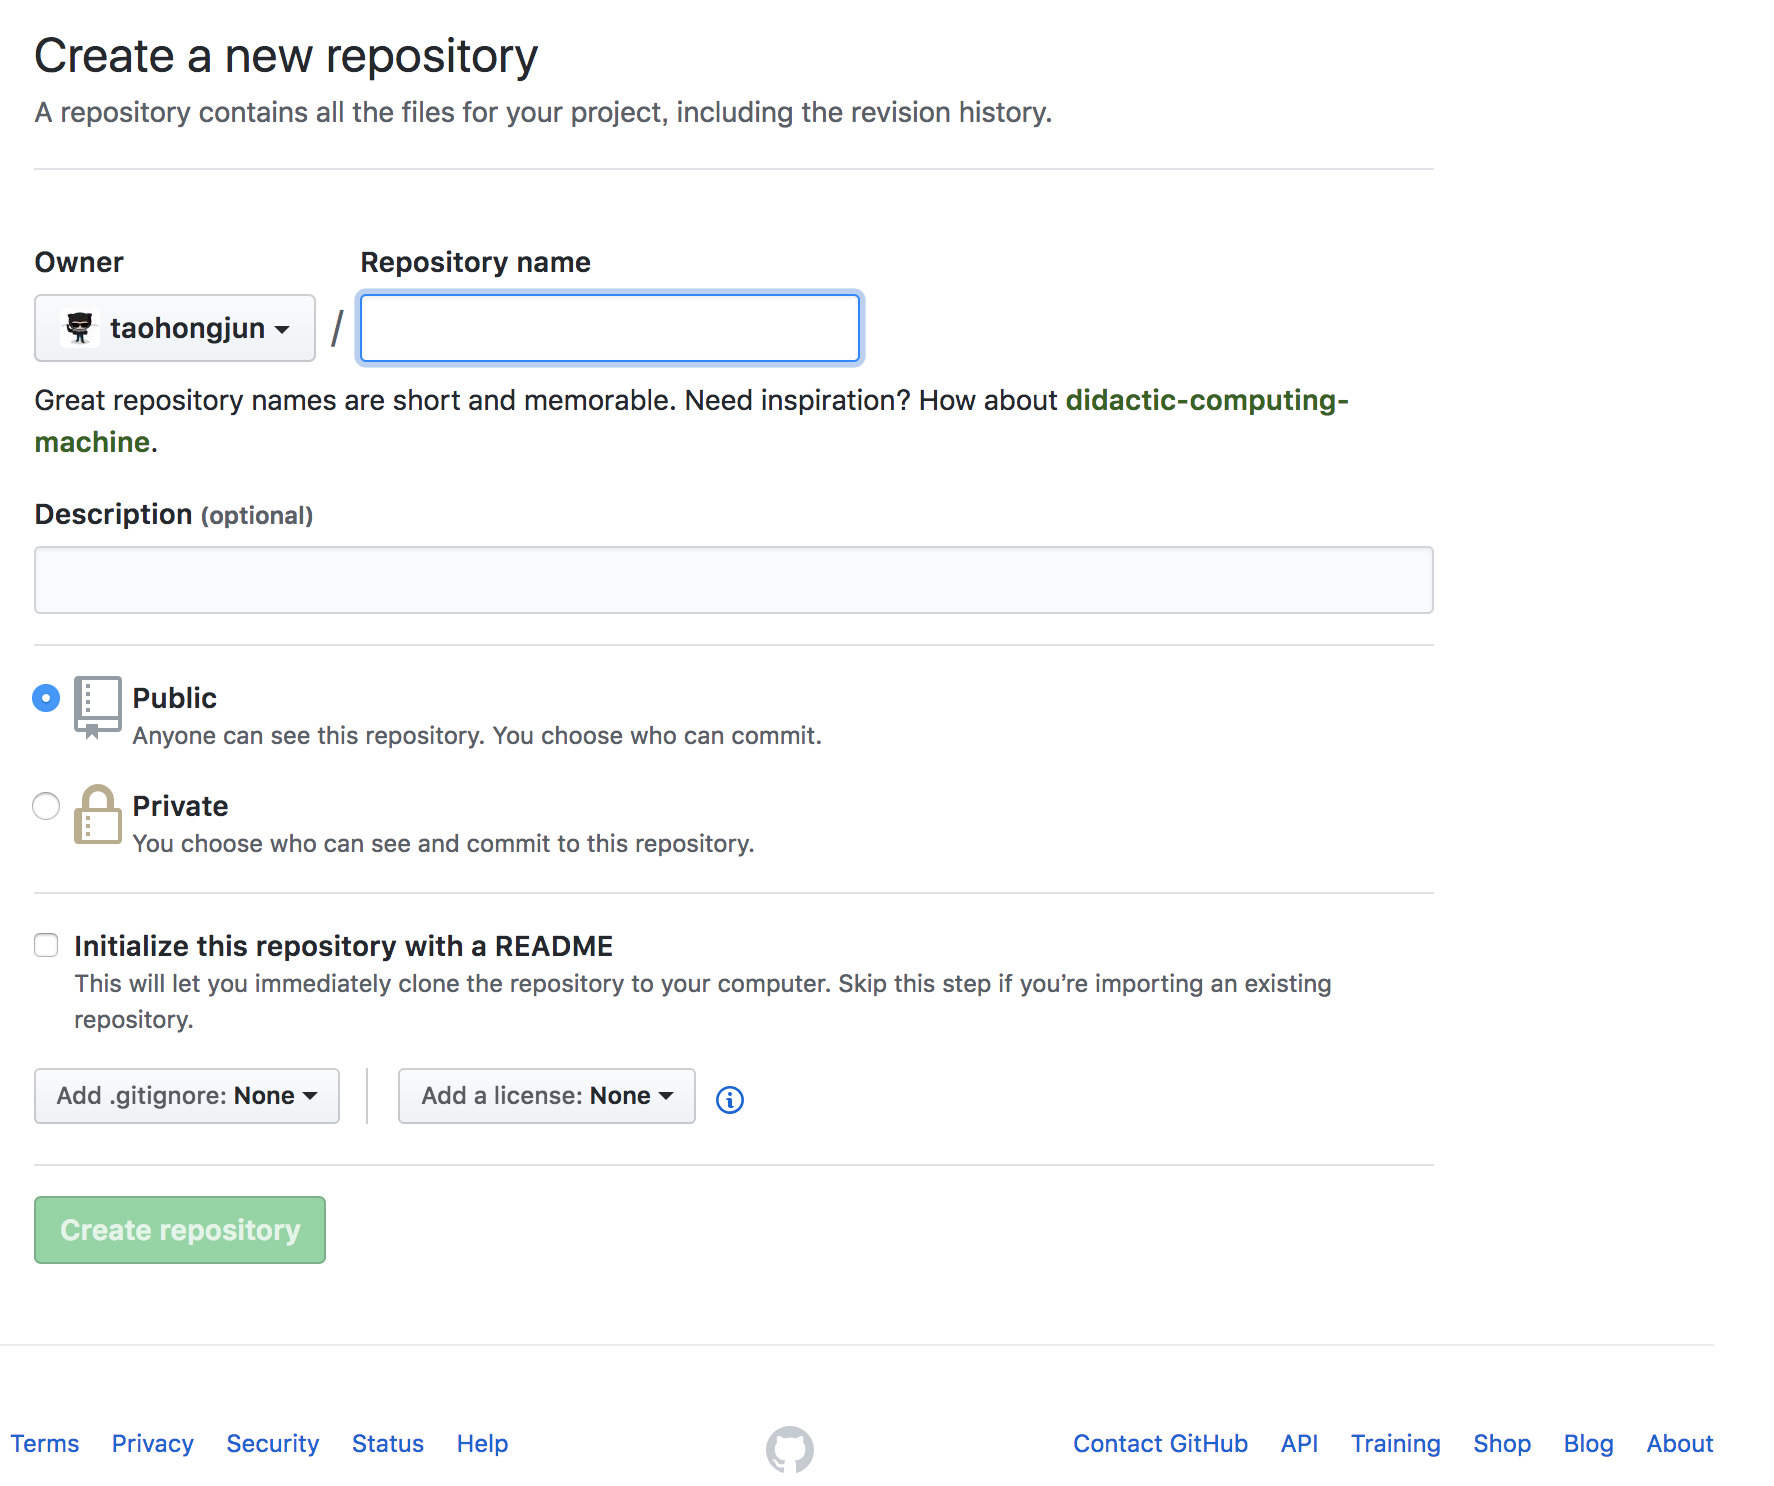 Create a new repository
A repository contains all the files for your project, including the revision history.
Owner
Repository name
taohongjun /
Great repository names are short and memorable. Need inspiration? How about didactic-computing-
machine.
Description (optional)
Public
Anyone can see this repository. You choose who can commit.
Private
You choose who can see and commit to this repository.
Initialize this repository with a README
This will let you immediately clone the repository to your computer. Skip this step if you’re importing an existing
repository.
Add .gitignore: None
Add a license: None
Create repository
Terms Privacy Security Status Help
Contact GitHub API Training Shop Blog About